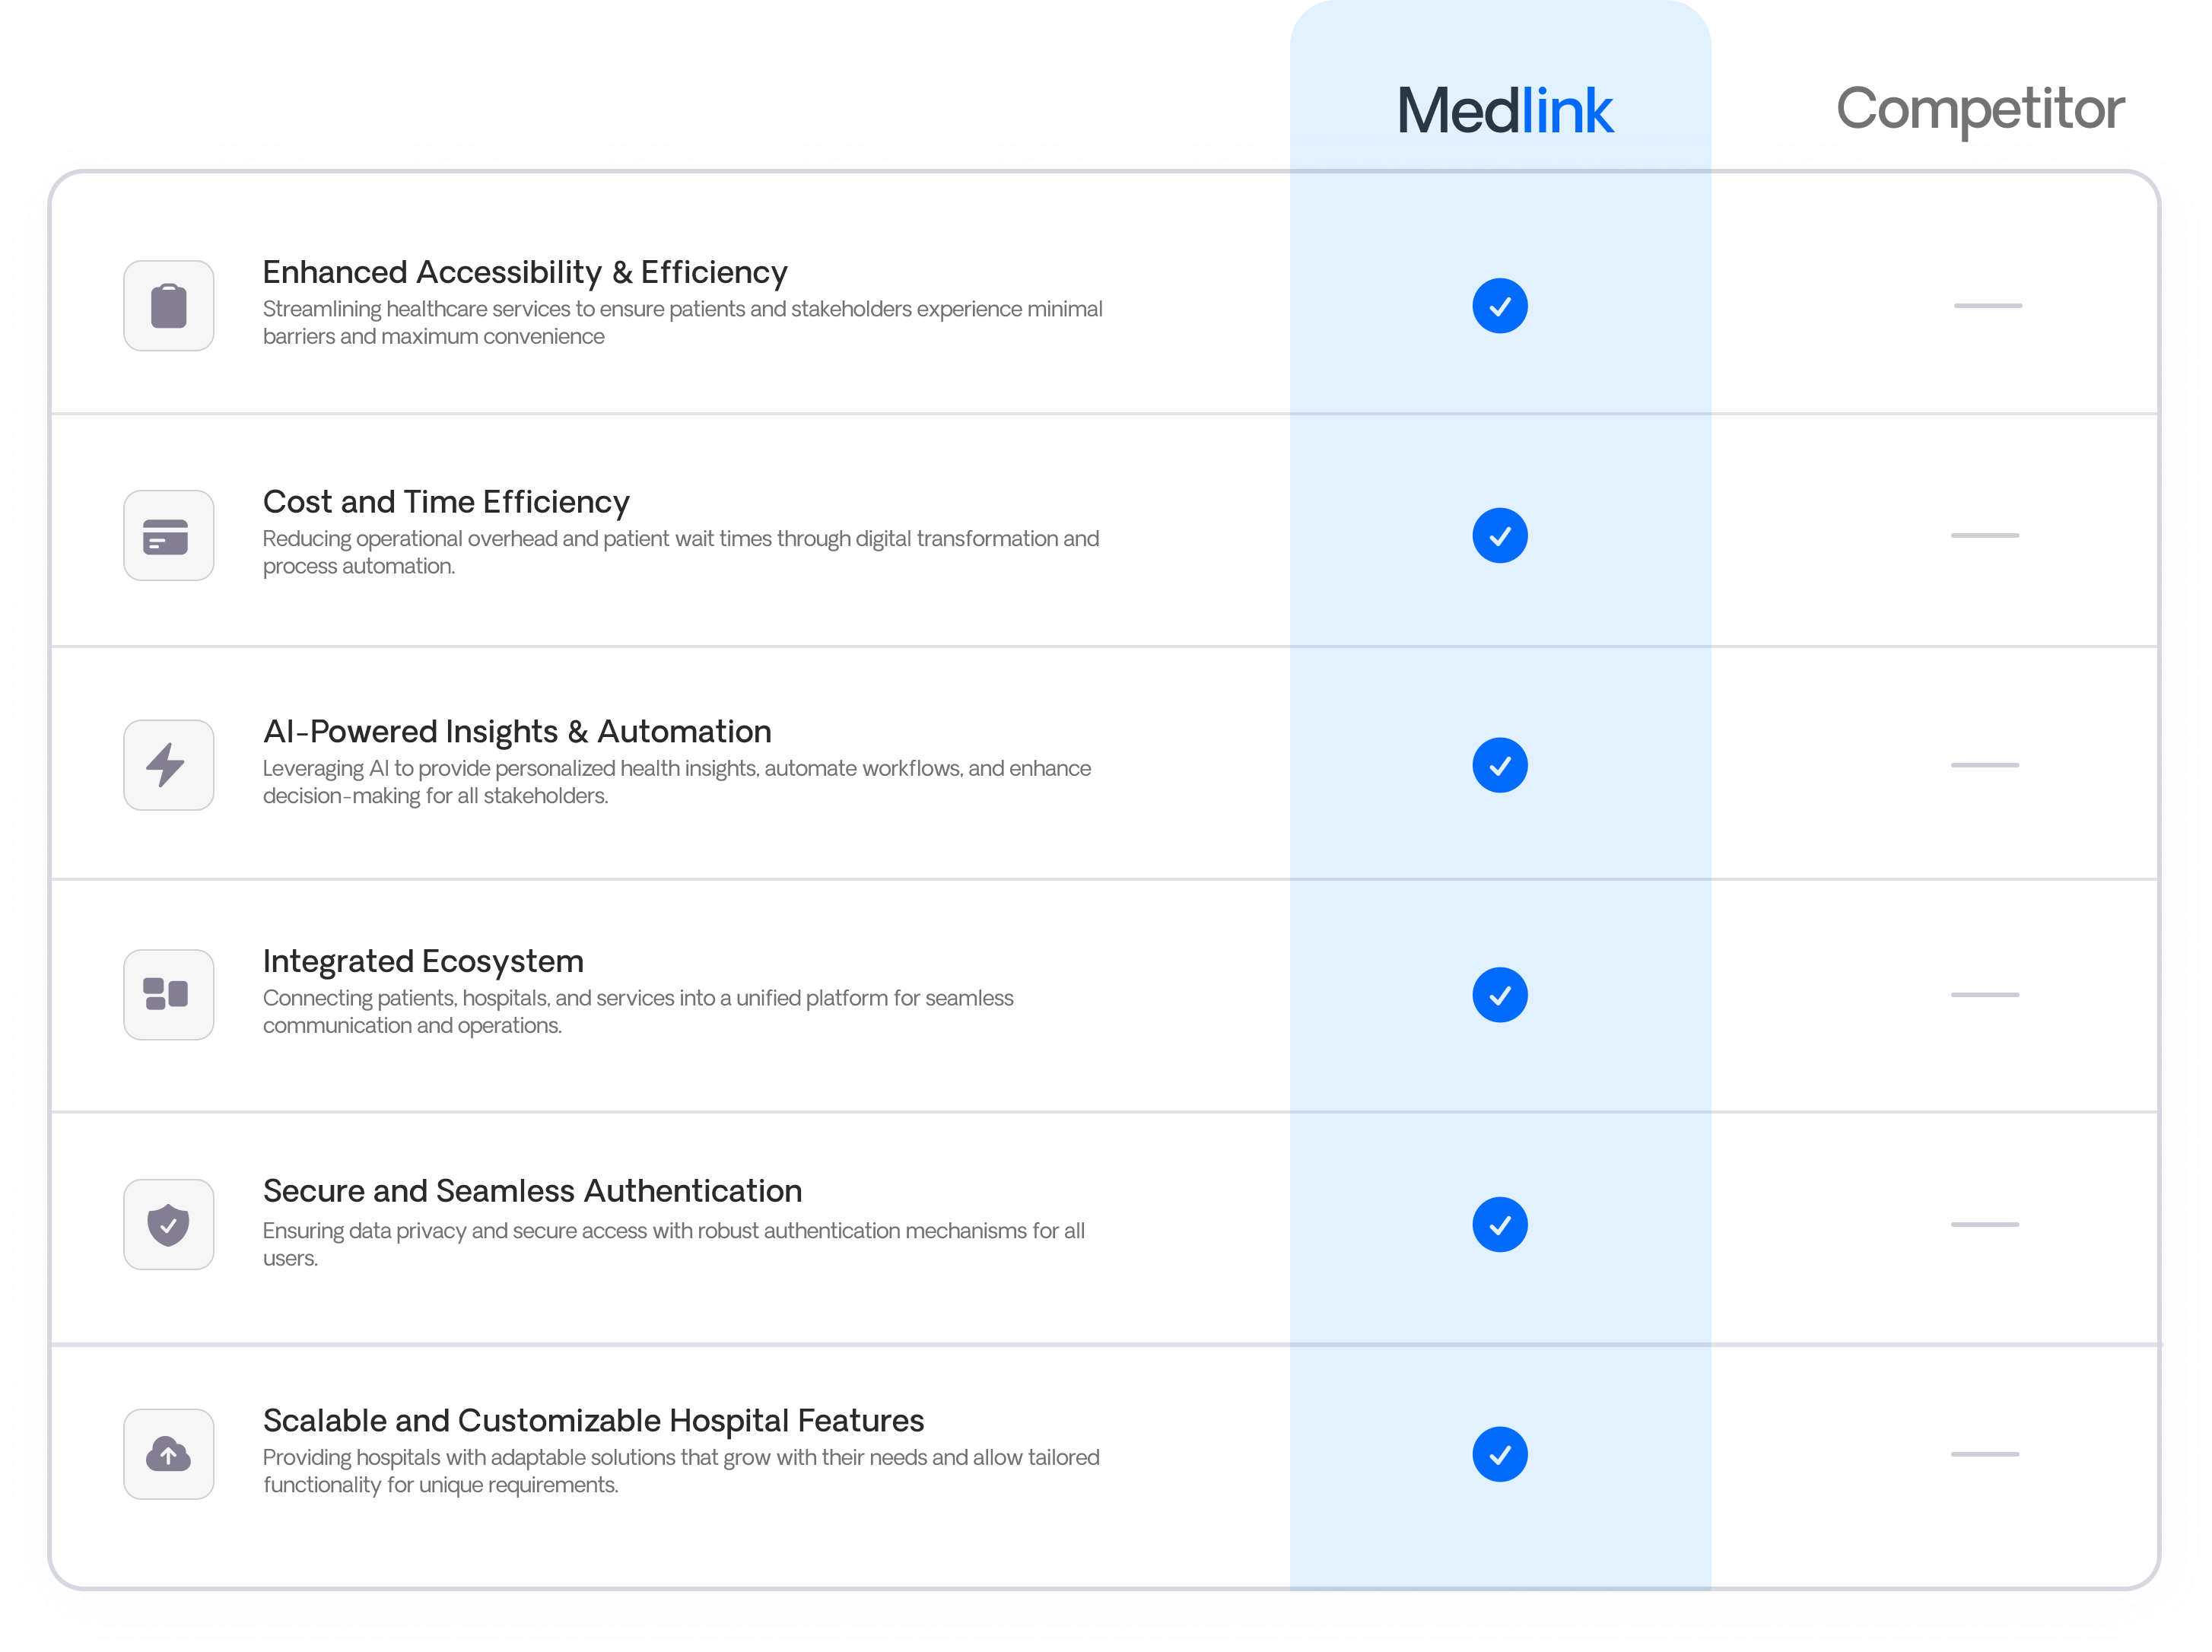 Medlink
Competitor
Enhanced Accessibility & Efficiency
Streamlining healthcare services to ensure patients and stakeholders experience minimal
barriers and maximum convenience
Cost and Time Efficiency
Reducing operational overhead and patient wait times through digital transformation and
process automation.
AI-Powered Insights & Automation
Leveraging AI to provide personalized health insights, automate workflows, and enhance
decision-making for all stakeholders.
Integrated Ecosystem
Connecting patients, hospitals, and services into a unified platform for seamless
communication and operations.
Secure and Seamless Authentication
Ensuring data privacy and secure access with robust authentication mechanisms for all
users.
Scalable and Customizable Hospital Features
Providing hospitals with adaptable solutions that grow with their needs and allow tailored
functionality for unique requirements.